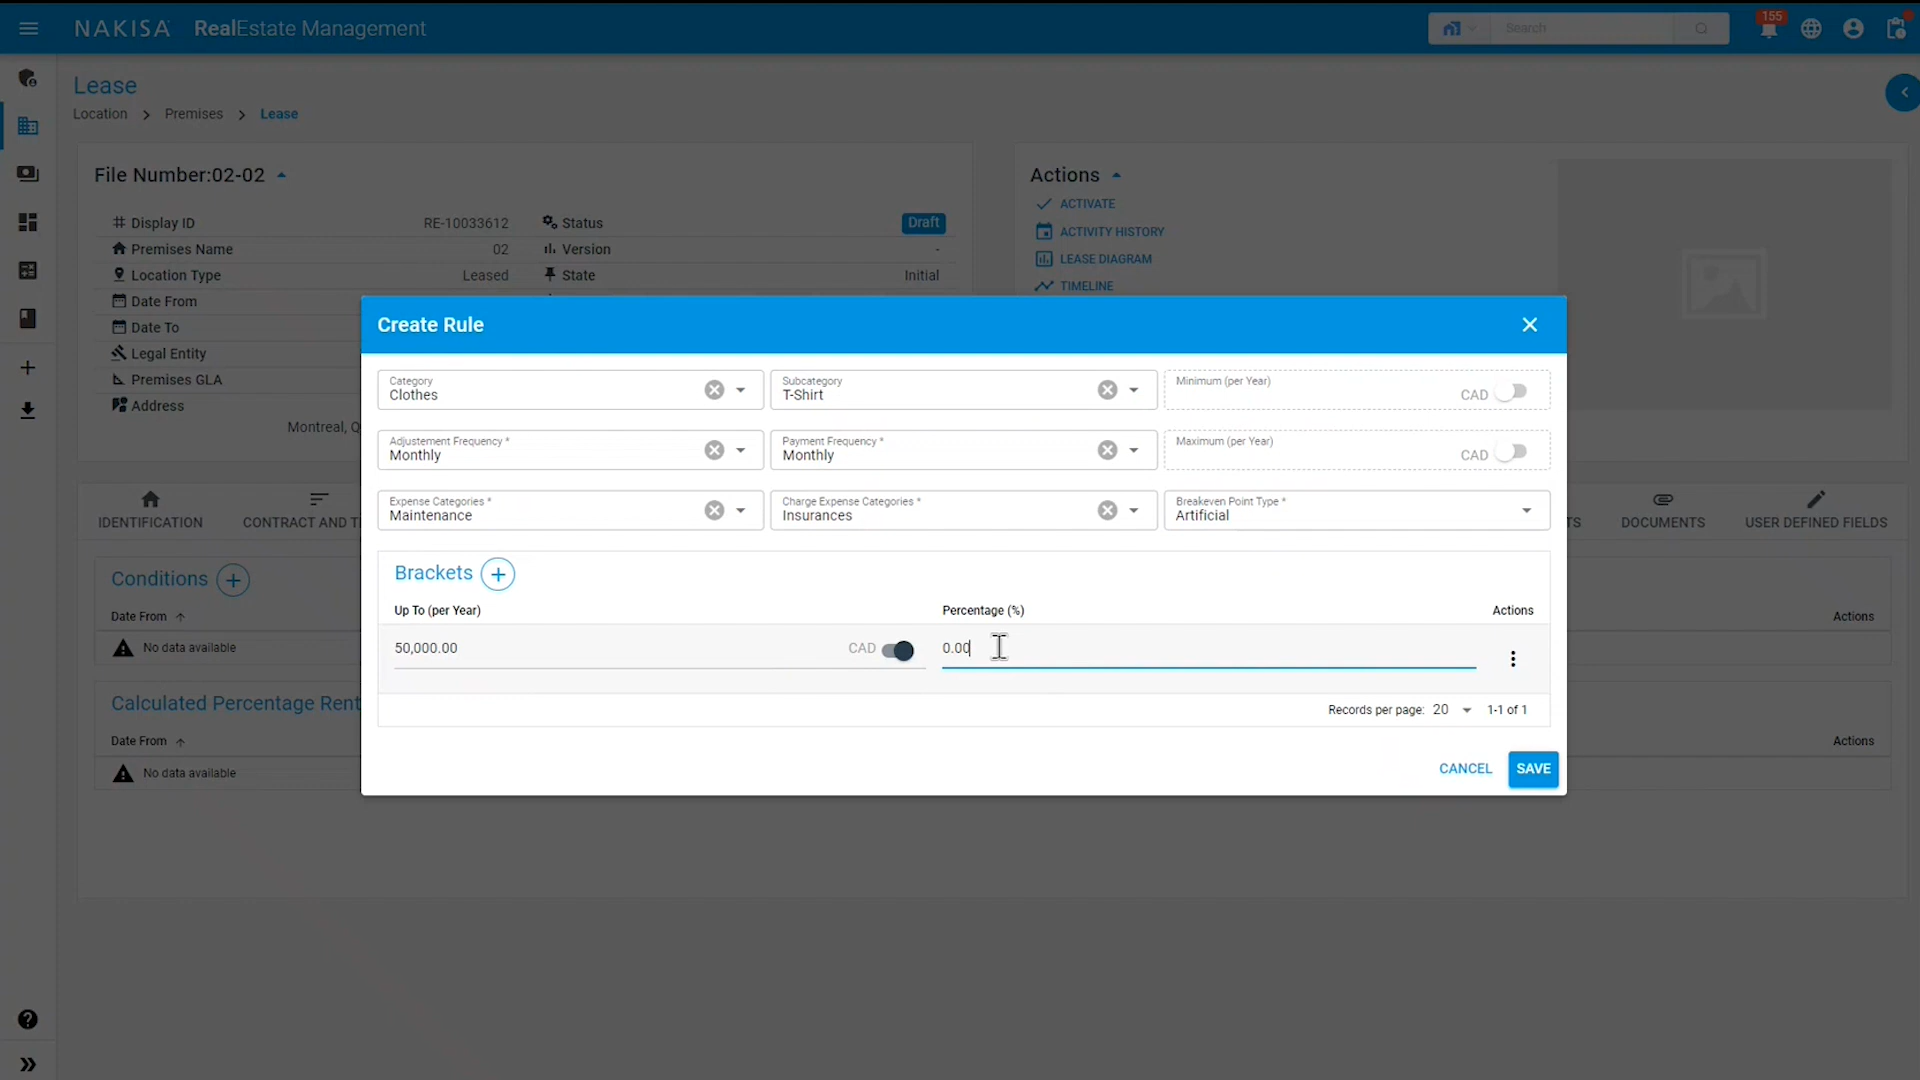 NAKISA RealEstate Management
Search
155
Lease
Location > Premises > Lease
File Number:02-02
Display ID RE-10033612 Status Draft
Premises Name 02 Version -
Location Type Leased State Initial
Date From
Date To
Legal Entity
Premises GLA
Address
Montreal, Q
Actions
ACTIVATE
ACTIVITY HISTORY
LEASE DIAGRAM
TIMELINE
Create Rule
Category
Clothes
Subcategory
T-Shirt
Minimum (per Year)
CAD
Adjustement Frequency *
Monthly
Payment Frequency *
Monthly
Maximum (per Year)
CAD
Expense Categories *
Maintenance
Charge Expense Categories *
Insurances
Breakeven Point Type *
Artificial
Brackets
Up To (per Year) Percentage (%) Actions
50,000.00 CAD 0.00
Records per page: 20 1-1 of 1
CANCEL SAVE
IDENTIFICATION CONTRACT AND T TS DOCUMENTS USER DEFINED FIELDS
Conditions
Date From Actions
No data available
Calculated Percentage Rent
Date From Actions
No data available